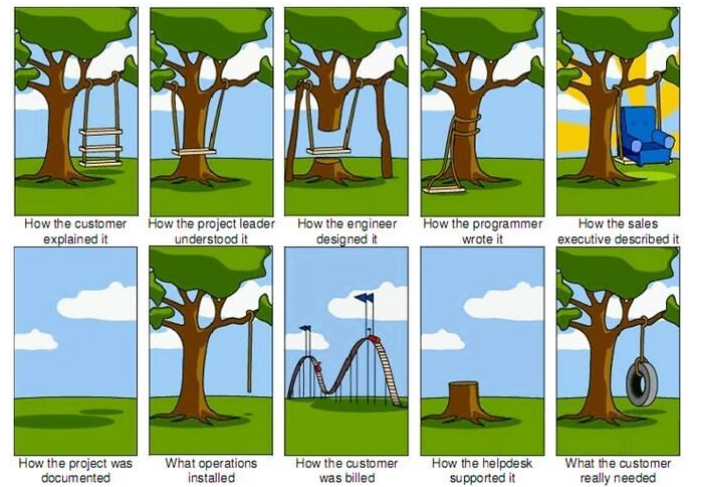 How the customer
explained it
How the project leader
understood it
How the engineer
designed it
How the programmer
wrote it
How the sales
executive described it
How the project was
documented
What operations
installed
How the customer
was billed
How the helpdesk
supported it
What the customer
really needed